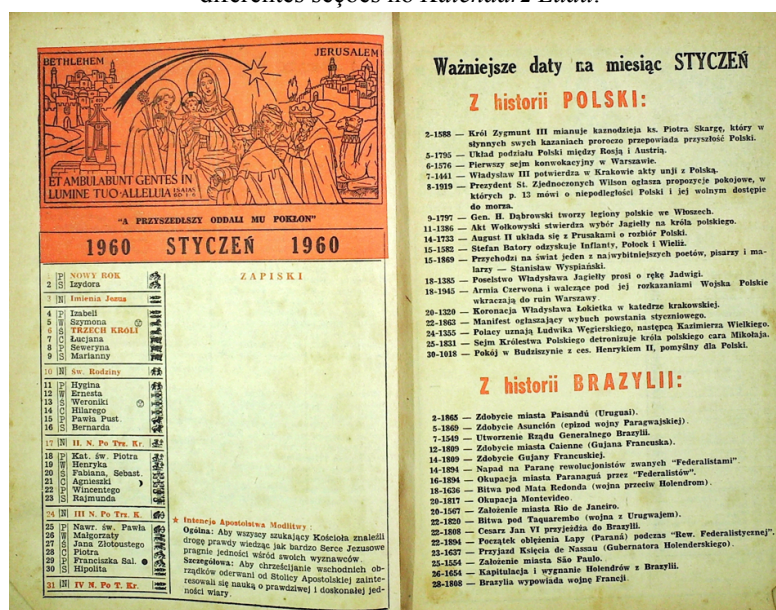 diferentes seções no Kalendarz Ludu.
BETHLEHEM
JERUSALEM
ET AMBULABUNT GENTES IN
LUMINE TUO·ALLELUIA ISAIAS
60 1-6
"A PRZYSZEDŁSZY ODDALI MU POKŁON"
1960 STYCZEŃ 1960
1 P NOWY ROK
2 S Izydora
3 N Imienia Jezus
4 P Izabeli
5 W Szymona
6 Ś TRZECH KRÓLI
7 C Łucjana
8 P Seweryna
9 S Marianny
10 N Św. Rodziny
11 P Hygina
12 W Ernesta
13 Ś Weroniki
14 C Hilarego
15 P Pawła Pust.
16 S Bernarda
17 N II. N. Po Trz. Kr.
18 P Kat. św. Piotra
19 W Henryka
20 Ś Fabiana, Sebast.
21 C Agnieszki
22 P Wincentego
23 S Rajmunda
24 N III N. Po Trz. K.
25 P Nawr. św. Pawła
26 W Małgorzaty
27 Ś Jana Złotoustego
28 C Piotra
29 P Franciszka Sal.
30 S Hipolita
31 N IV N. Po T. Kr.
ZAPISKI
★ Intencje Apostolstwa Modlitwy :
Ogólna: Aby wszyscy szukający Kościoła znaleźli
drogę prawdy wiedząc jak bardzo Serce Jezusowe
pragnie jedności wśród swoich wyznawców.
Szczegółowa: Aby chrześcijanie wschodnich ob-
rządków oderwani od Stolicy Apostolskiej zainte-
resowali się nauką o prawdziwej i doskonałej jed-
ności wiary.
Ważniejsze daty na miesiąc STYCZEŃ
Z historii POLSKI:
2-1588 — Król Zygmunt III mianuje kaznodzieja ks. Piotra Skargę, który w
słynnych swych kazaniach proroczo przepowiada przyszłość Polski.
5-1795 — Układ podziału Polski między Rosją i Austrią.
6-1576 — Pierwszy sejm konwokacyjny w Warszawie.
7-1441 — Władysław III potwierdza w Krakowie akty unji z Polską.
8-1919 — Prezydent St. Zjednoczonych Wilson ogłasza propozycje pokojowe, w
których p. 13 mówi o niepodległości Polski i jej wolnym dostępie
do morza.
9-1797 — Gen. H. Dąbrowski tworzy legiony polskie we Włoszech.
11-1386 — Akt Wołkowyski stwierdza wybór Jagiełły na króla polskiego.
14-1733 — August II układa się z Prusakami o rozbiór Polski.
15-1582 — Stefan Batory odzyskuje Inflanty, Połock i Wieliż.
15-1869 — Przychodzi na świat jeden z najwybitniejszych poetów, pisarzy i ma-
larzy — Stanisław Wyspiański.
18-1385 — Poselstwo Władysława Jagiełły prosi o rękę Jadwigi.
18-1945 — Armia Czerwona i walczące pod jej rozkazaniami Wojska Polskie
wkraczają do ruin Warszawy.
20-1320 — Koronacja Władysława Łokietka w katedrze krakowskiej.
22-1863 — Manifest ogłaszający wybuch powstania styczniowego.
24-1355 — Polacy uznają Ludwika Węgierskiego, następcą Kazimierza Wielkiego.
25-1831 — Sejm Królestwa Polskiego detronizuje króla polskiego cara Mikołaja.
30-1018 — Pokój w Budziszynie z ces. Henrykiem II, pomyślny dla Polski.
Z historii BRAZYLII:
2-1865 — Zdobycie miasta Paisandú (Uruguai).
5-1869 — Zdobycie Asunción (epizod wojny Paragwajskiej).
7-1549 — Utworzenie Rządu Generalnego Brazylii.
12-1809 — Zdobycie miasta Caienne (Gujana Francuska).
14-1809 — Zdobycie Gujany Francuskiej.
14-1894 — Napad na Paranę rewolucjonistów zwanych "Federalistami".
16-1894 — Okupacja miasta Paranaguá przez "Federalistów".
18-1636 — Bitwa pod Mata Redonda (wojna przeciw Holendrom).
20-1817 — Okupacja Montevideo.
20-1567 — Założenie miasta Rio de Janeiro.
22-1820 — Bitwa pod Taquarembo (wojna z Urugwajem).
22-1808 — Cesarz Jan VI przyjeżdża do Brazylii.
22-1894 — Początek oblężenia Lapy (Paraná) podczas "Rew. Federalistycznej".
23-1637 — Przyjazd Księcia de Nassau (Gubernatora Holenderskiego).
25-1554 — Założenie miasta São Paulo.
26-1654 — Kapitulacja i wygnanie Holendrów z Brazylii.
28-1808 — Brazylia wypowiada wojnę Francji.